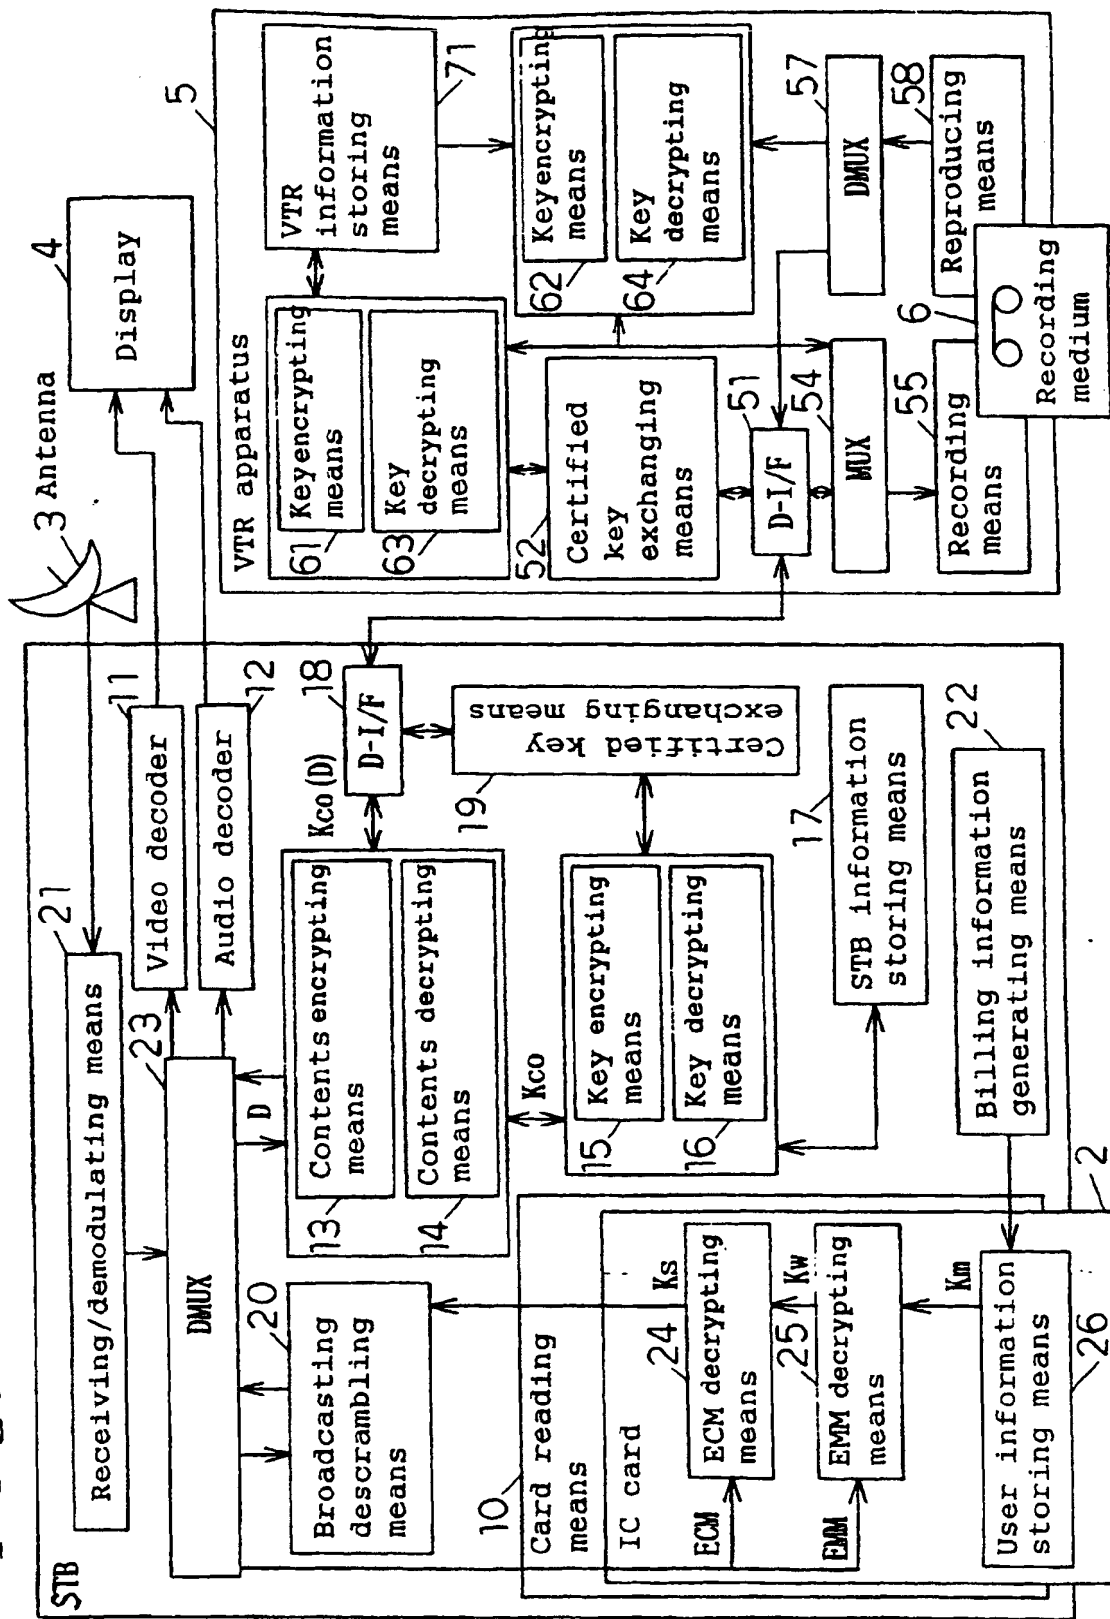 STB
Receiving/demodulating means
21
3 Antenna
4
Display
DMUX
23
Video decoder
11
Audio decoder
12
D
20
Broadcasting
descrambling
means
13
Contents encrypting
means
14
Contents decrypting
means
Kco(D)
18
D-I/F
19
Certified key
exchanging means
Kco
15
Key encrypting
means
16
Key decrypting
means
17
STB information
storing means
22
Billing information
generating means
10
Card reading
means
IC card
2
ECM
24
ECM decrypting
means
Ks
EMM
25
EMM decrypting
means
Kw
Km
User information
storing means
26
5
VTR apparatus
61
Key encrypting
means
63
Key
decrypting
means
VTR
information
storing
means
71
52
Certified
key
exchanging
means
62
Key encrypting
means
64
Key
decrypting
means
51
D-I/F
54
MUX
57
DMUX
55
Recording
means
58
Reproducing
means
6
Recording
medium